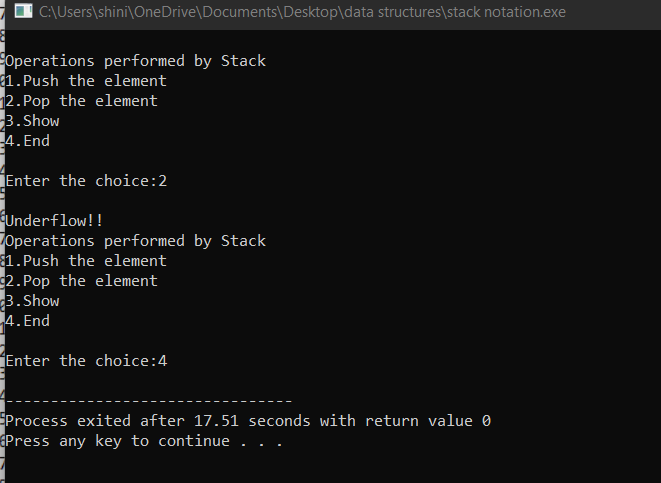 C:\Users\shini\OneDrive\Documents\Desktop\data structures\stack notation.exe
Operations performed by Stack
1.Push the element
2.Pop the element
3.Show
4.End
Enter the choice:2
Underflow!!
Operations performed by Stack
1.Push the element
2.Pop the element
3.Show
4.End
Enter the choice:4
--------------------------------
Process exited after 17.51 seconds with return value 0
Press any key to continue . . .